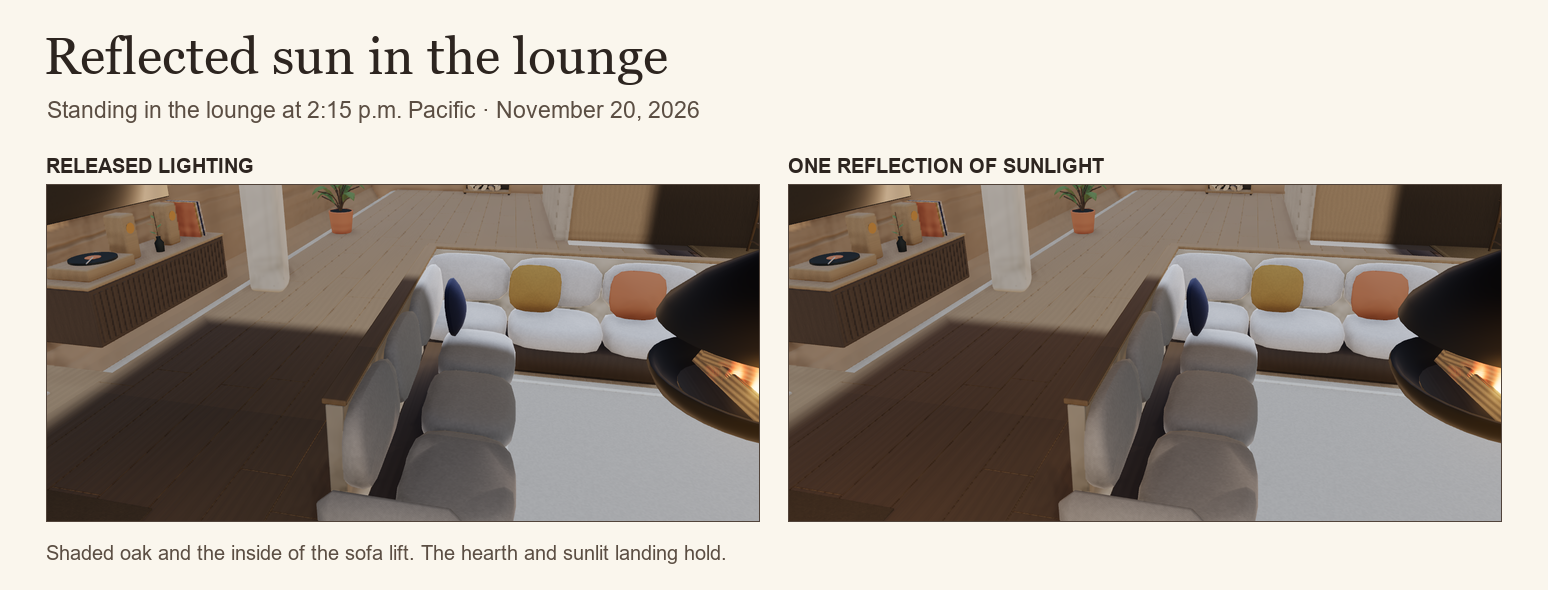 Reflected sun in the lounge
Standing in the lounge at 2:15 p.m. Pacific · November 20, 2026
RELEASED LIGHTING
ONE REFLECTION OF SUNLIGHT
Shaded oak and the inside of the sofa lift. The hearth and sunlit landing hold.